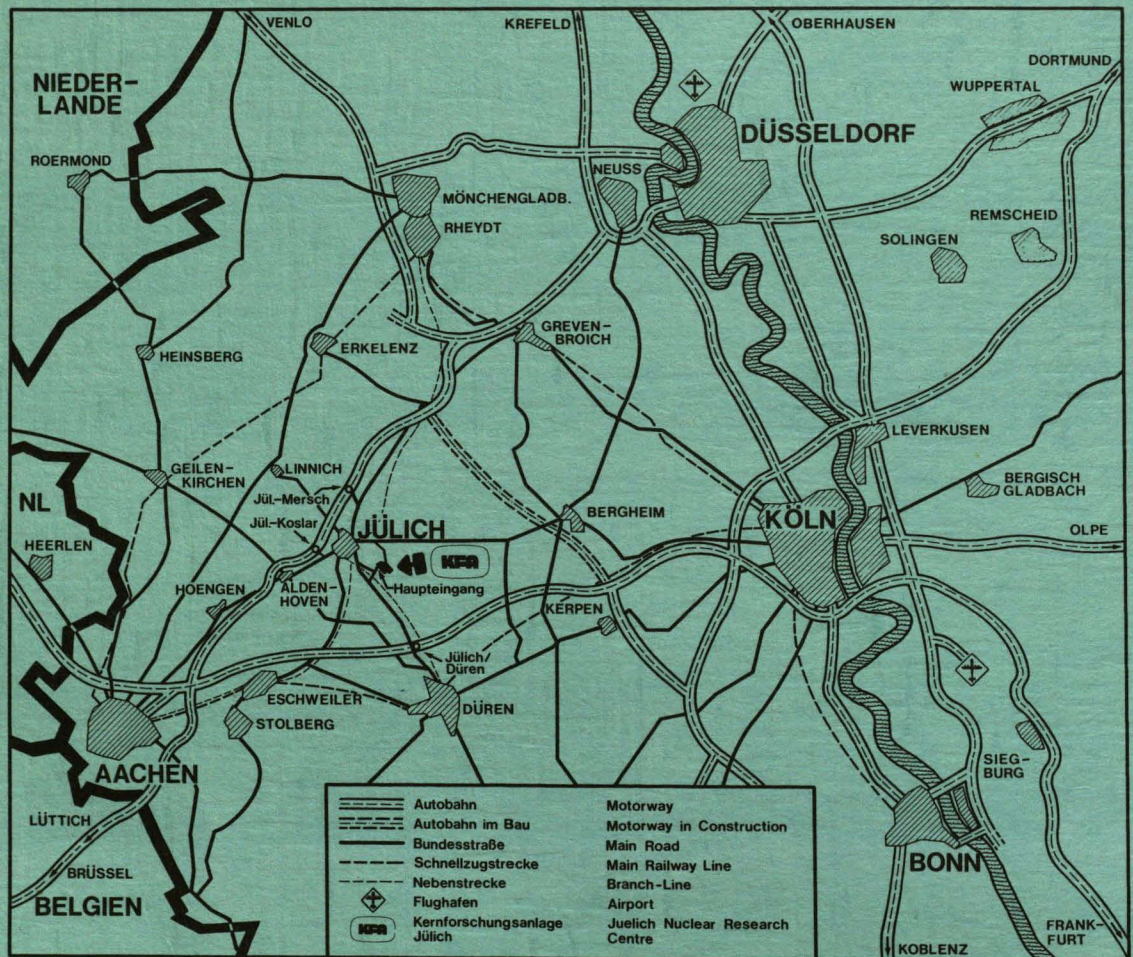 VENLO
KREFELD
OBERHAUSEN
DORTMUND
NIEDER-
LANDE
WUPPERTAL
DÜSSELDORF
ROERMOND
NEUSS
MÖNCHENGLADB.
RHEYDT
REMSCHEID
SOLINGEN
GREVEN-
BROICH
ERKELENZ
HEINSBERG
LEVERKUSEN
GEILEN-
KIRCHEN
LINNICH
Jül.-Mersch
Jül.-Koslar
JÜLICH
BERGHEIM
KÖLN
BERGISCH
GLADBACH
NL
HEERLEN
OLPE
KFA
Haupteingang
HOENGEN
ALDEN-
HOVEN
KERPEN
Jülich/
Düren
ESCHWEILER
DÜREN
STOLBERG
AACHEN
SIEG-
BURG
LÜTTICH
BRÜSSEL
BELGIEN
BONN
KOBLENZ
FRANK-
FURT
Autobahn Motorway
Autobahn im Bau Motorway in Construction
Bundesstraße Main Road
Schnellzugstrecke Main Railway Line
Nebenstrecke Branch-Line
Flughafen Airport
KFA Kernforschungsanlage Juelich Nuclear Research
Jülich Centre